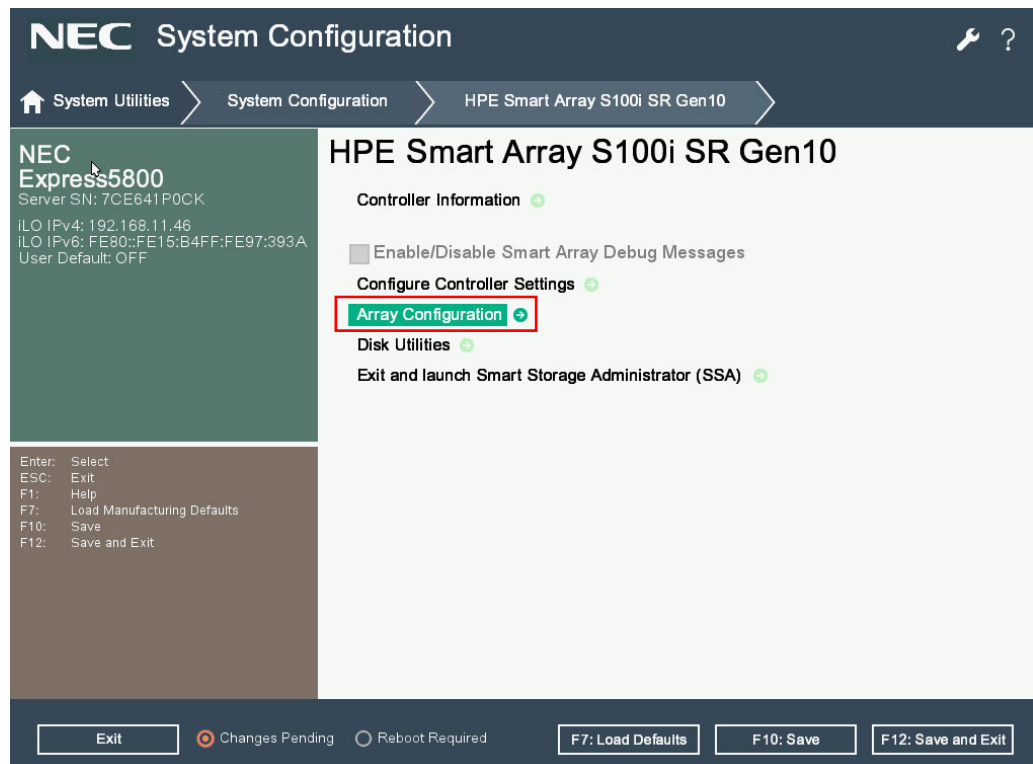 NEC System Configuration
?
System Utilities
System Configuration
HPE Smart Array S100i SR Gen10
NEC
Express5800
Server SN: 7CE641P0CK
iLO IPv4: 192.168.11.46
iLO IPv6: FE80::FE15:B4FF:FE97:393A
User Default: OFF
HPE Smart Array S100i SR Gen10
Controller Information
Enable/Disable Smart Array Debug Messages
Configure Controller Settings
Array Configuration
Disk Utilities
Exit and launch Smart Storage Administrator (SSA)
Enter: Select
ESC: Exit
F1: Help
F7: Load Manufacturing Defaults
F10: Save
F12: Save and Exit
Exit
Changes Pending
Reboot Required
F7: Load Defaults
F10: Save
F12: Save and Exit